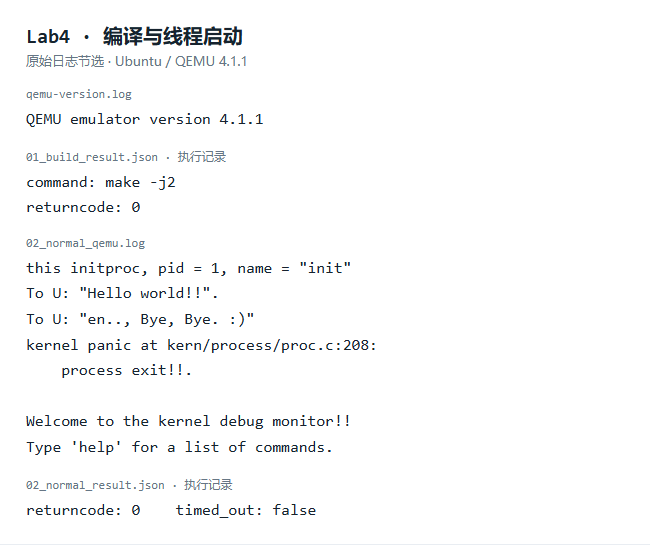 Lab4 · 编译与线程启动
原始日志节选 · Ubuntu / QEMU 4.1.1
qemu-version.log
QEMU emulator version 4.1.1
01_build_result.json · 执行记录
command: make -j2
returncode: 0
02_normal_qemu.log
this initproc, pid = 1, name = "init"
To U: "Hello world!!".
To U: "en.., Bye, Bye. :)"
kernel panic at kern/process/proc.c:208:
    process exit!!.
Welcome to the kernel debug monitor!!
Type 'help' for a list of commands.
02_normal_result.json · 执行记录
returncode: 0    timed_out: false